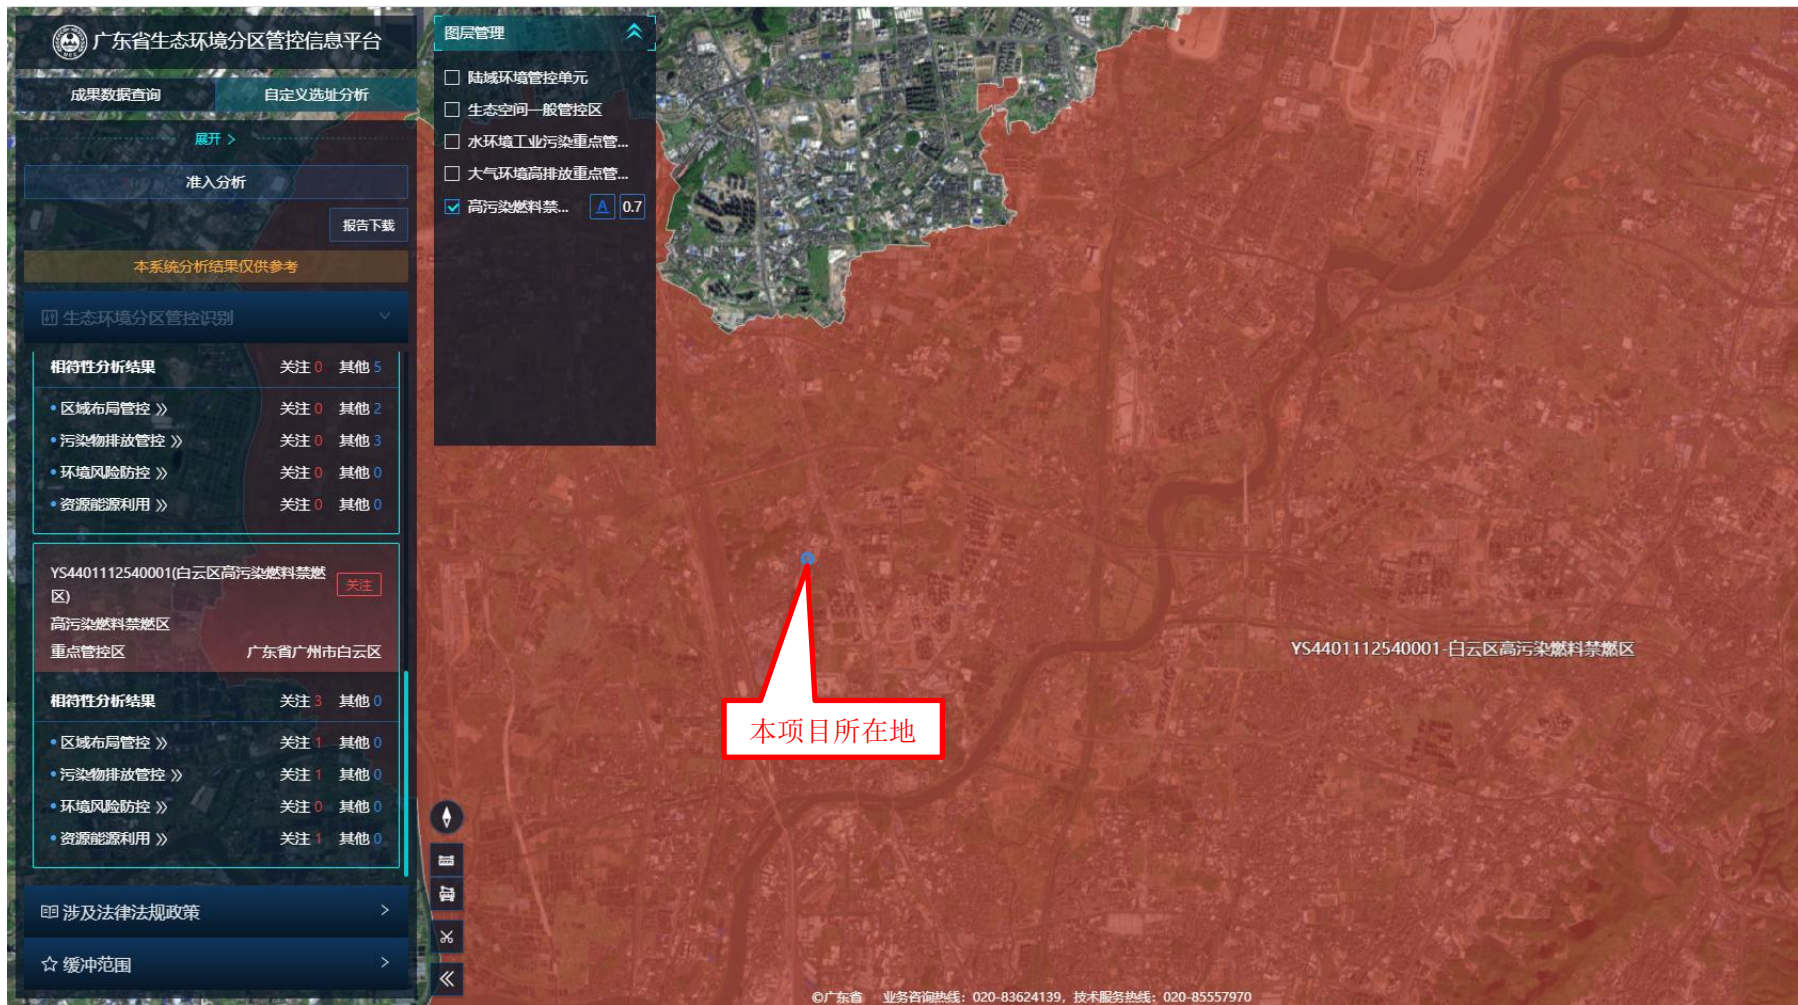 广东省生态环境分区管控信息平台
成果数据查询 自定义选址分析
展开 >
准入分析
报告下载
本系统分析结果仅供参考
生态环境分区管控识别
相符性分析结果 关注 0 其他 5
区域布局管控 关注 0 其他 2
污染物排放管控 关注 0 其他 3
环境风险防控 关注 0 其他 0
资源能源利用 关注 0 其他 0
YS4401112540001(白云区高污染燃料禁燃
区)
关注
高污染燃料禁燃区
重点管控区 广东省广州市白云区
相符性分析结果 关注 3 其他 0
区域布局管控 关注 1 其他 0
污染物排放管控 关注 1 其他 0
环境风险防控 关注 0 其他 0
资源能源利用 关注 1 其他 0
涉及法律法规政策
缓冲范围
图层管理
陆域环境管控单元
生态空间一般管控区
水环境工业污染重点管...
大气环境高排放重点管...
高污染燃料禁... A 0.7
本项目所在地
YS4401112540001-白云区高污染燃料禁燃区
©广东省 业务咨询热线：020-83624139，技术服务热线：020-85557970